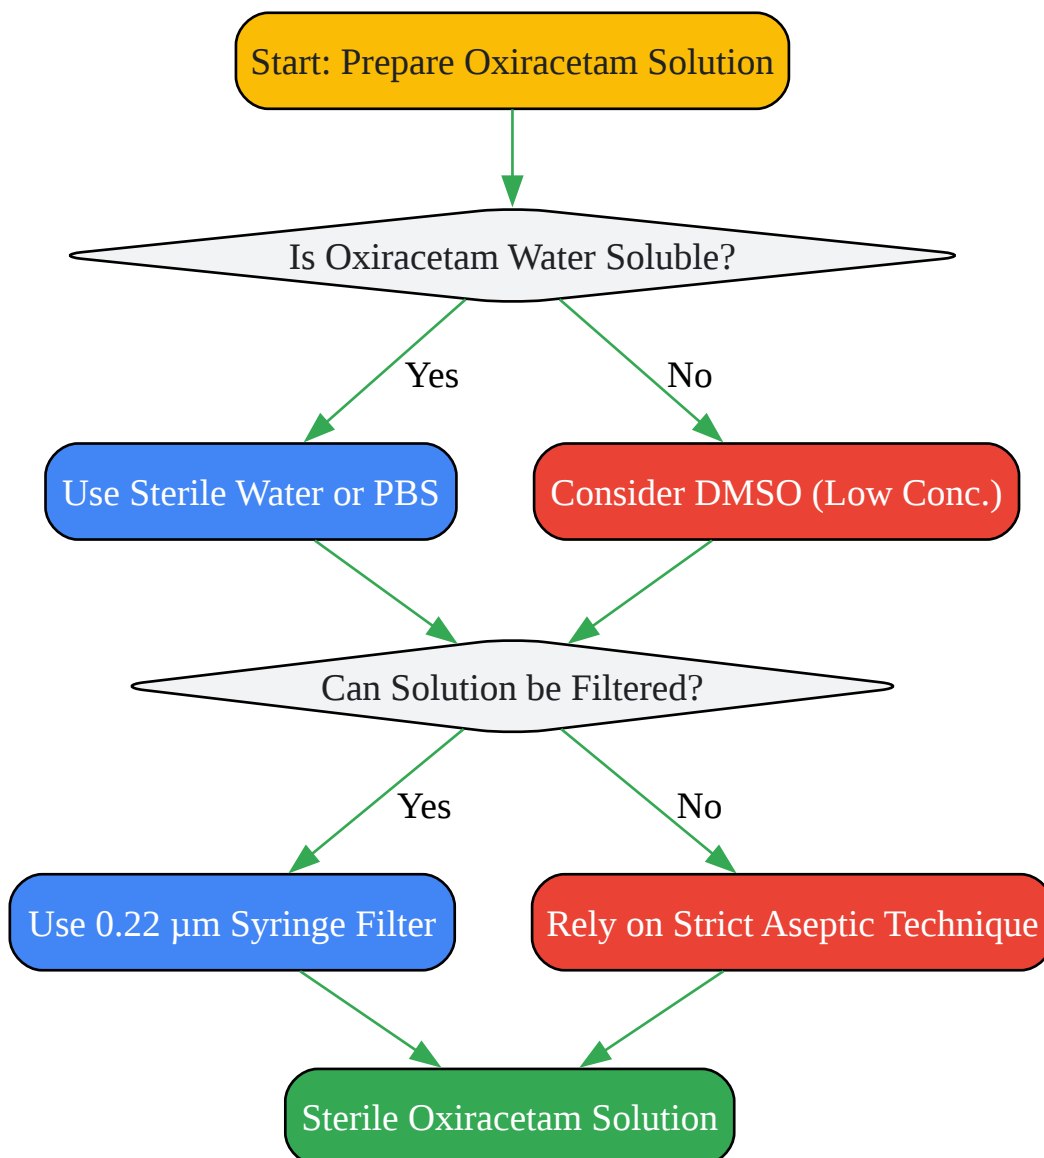 Start: Prepare Oxiracetam Solution
Is Oxiracetam Water Soluble?
Yes
No
Use Sterile Water or PBS
Consider DMSO (Low Conc.)
Can Solution be Filtered?
Yes
No
Use 0.22 µm Syringe Filter
Rely on Strict Aseptic Technique
Sterile Oxiracetam Solution